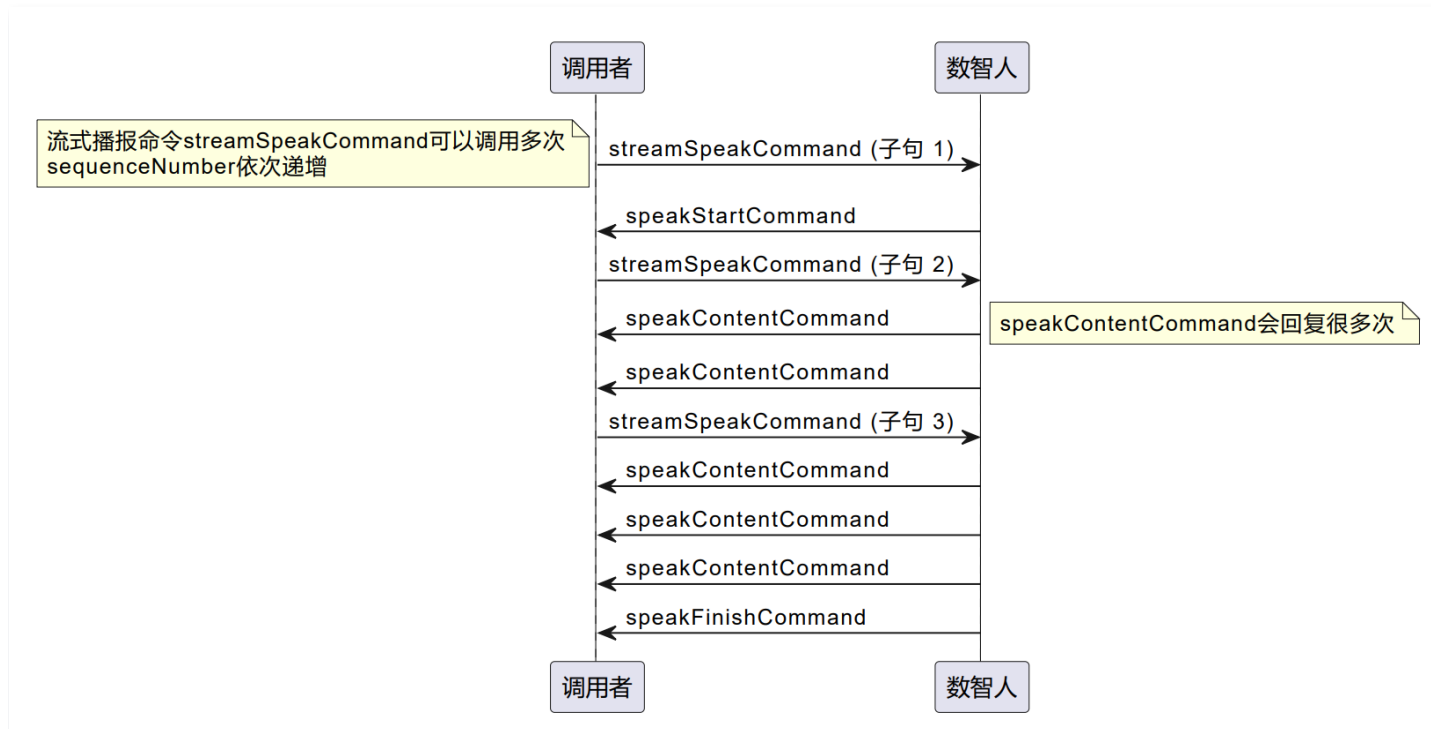 调用者
数智人
流式播报命令streamSpeakCommand可以调用多次
sequenceNumber依次递增
streamSpeakCommand (子句 1)
speakStartCommand
streamSpeakCommand (子句 2)
speakContentCommand
speakContentCommand会回复很多次
speakContentCommand
streamSpeakCommand (子句 3)
speakContentCommand
speakContentCommand
speakContentCommand
speakFinishCommand
调用者
数智人